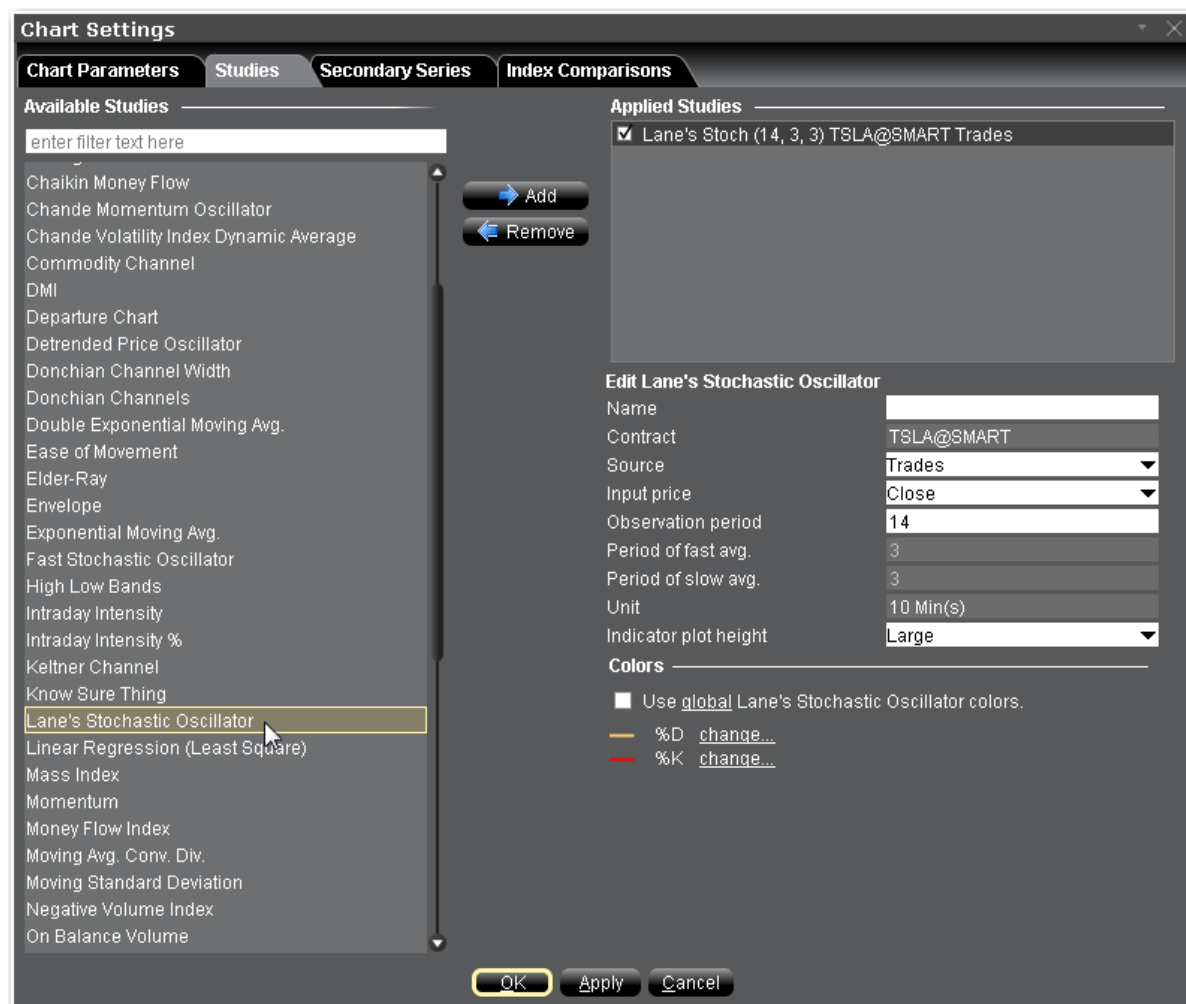 Chart Settings
Chart Parameters Studies Secondary Series Index Comparisons
Available Studies
enter filter text here
Chaikin Money Flow
Chande Momentum Oscillator
Chande Volatility Index Dynamic Average
Commodity Channel
DMI
Departure Chart
Detrended Price Oscillator
Donchian Channel Width
Donchian Channels
Double Exponential Moving Avg.
Ease of Movement
Elder-Ray
Envelope
Exponential Moving Avg.
Fast Stochastic Oscillator
High Low Bands
Intraday Intensity
Intraday Intensity %
Keltner Channel
Know Sure Thing
Lane's Stochastic Oscillator
Linear Regression (Least Square)
Mass Index
Momentum
Money Flow Index
Moving Avg. Conv. Div.
Moving Standard Deviation
Negative Volume Index
On Balance Volume
Add
Remove
Applied Studies
Lane's Stoch (14, 3, 3) TSLA@SMART Trades
Edit Lane's Stochastic Oscillator
Name
Contract TSLA@SMART
Source Trades
Input price Close
Observation period 14
Period of fast avg. 3
Period of slow avg. 3
Unit 10 Min(s)
Indicator plot height Large
Colors
Use global Lane's Stochastic Oscillator colors.
%D change...
%K change...
OK Apply Cancel